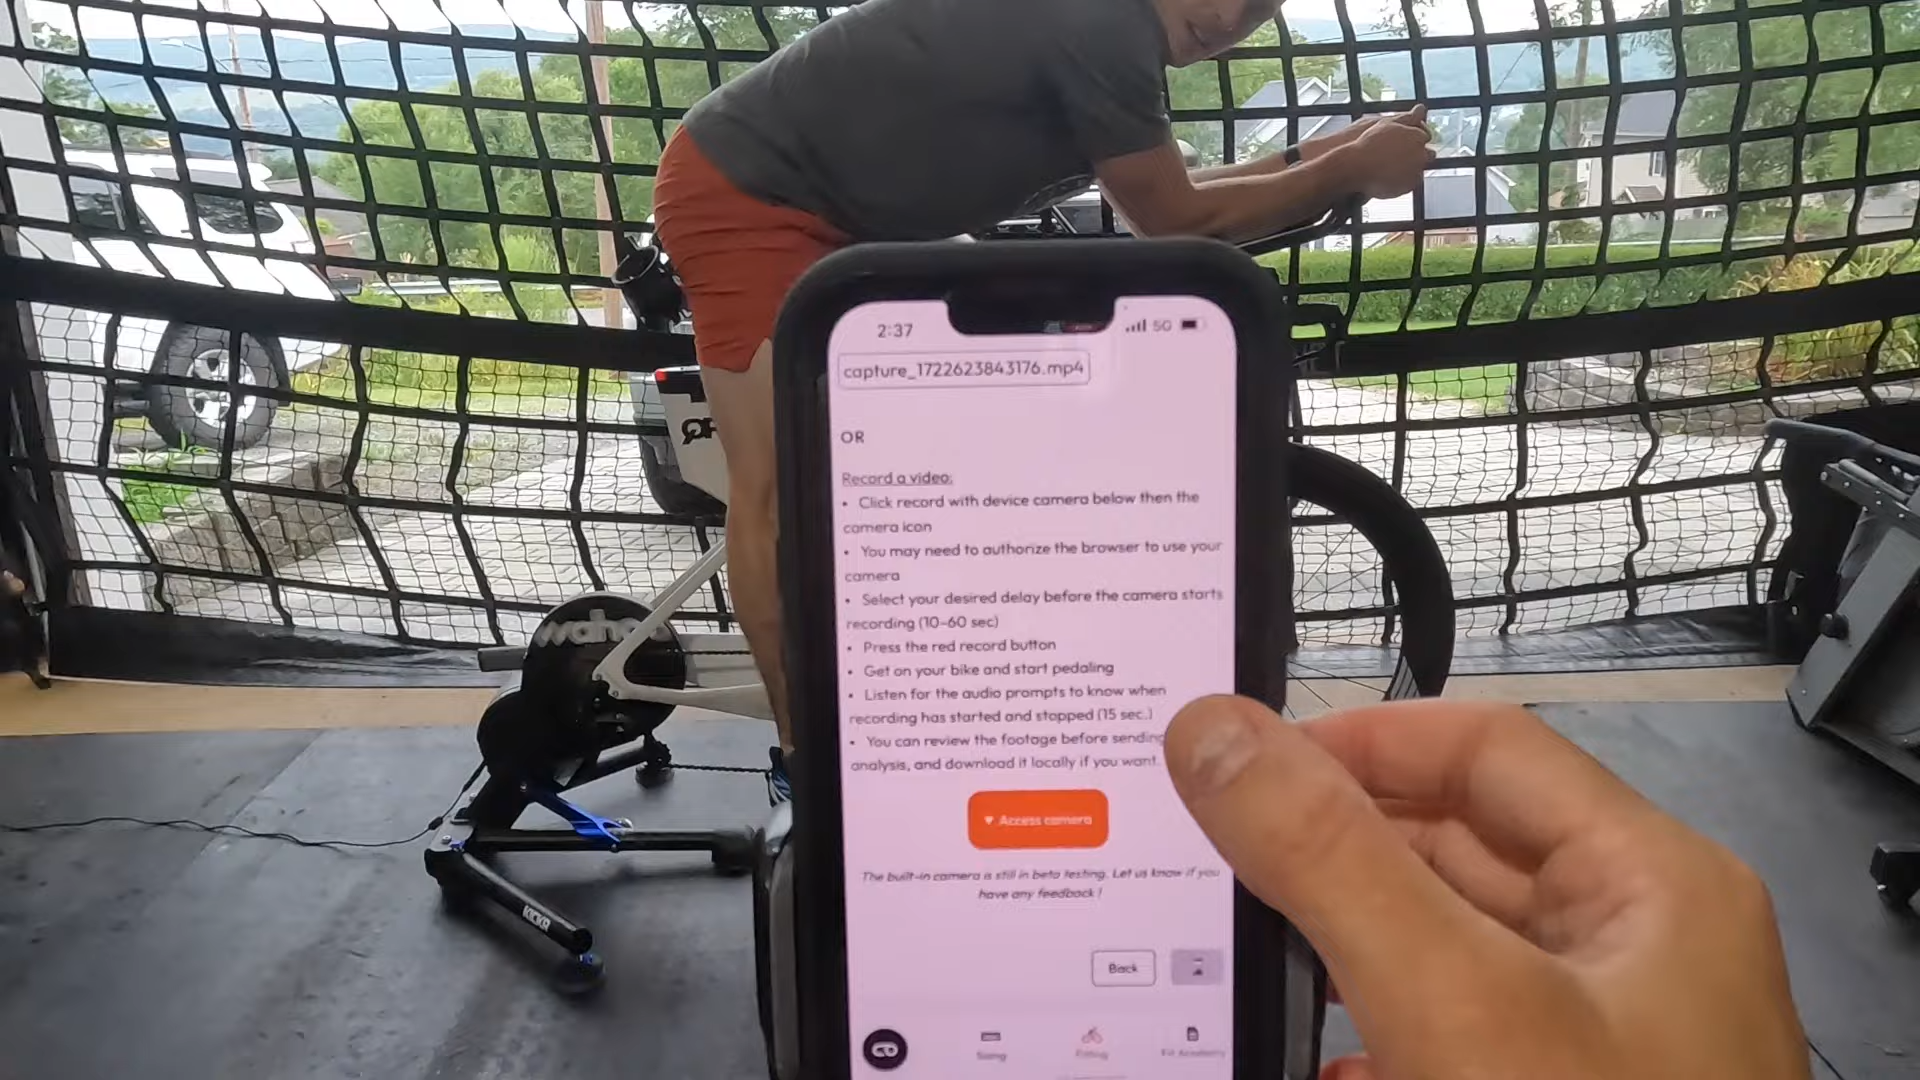 2:37
5G
capture_1722623843176.mp4
OR
Record a video:
• Click record with device camera below then the
camera icon
• You may need to authorize the browser to use your
camera
• Select your desired delay before the camera starts
recording (10-60 sec)
• Press the red record button
• Get on your bike and start pedaling
• Listen for the audio prompts to know when
recording has started and stopped (15 sec.)
• You can review the footage before sending
analysis, and download it locally if you want.
▼ Access camera
The built-in camera is still in beta testing. Let us know if you
have any feedback !
Back
Sizing
Fitting
Fit Academy
wahoo
KICKR